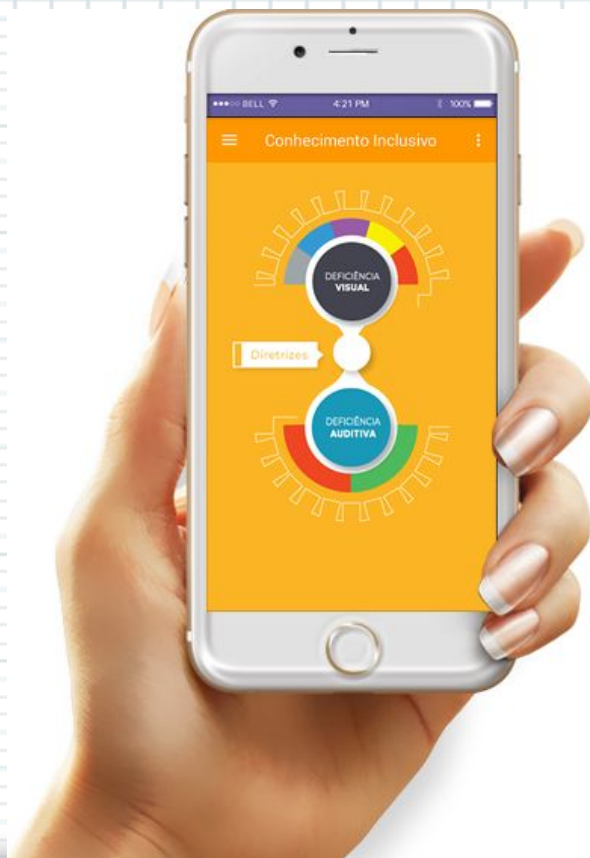 BELL 4:21 PM 100%
Conhecimento Inclusivo
DEFICIÊNCIA
VISUAL
Diretrizes
DEFICIÊNCIA
AUDITIVA